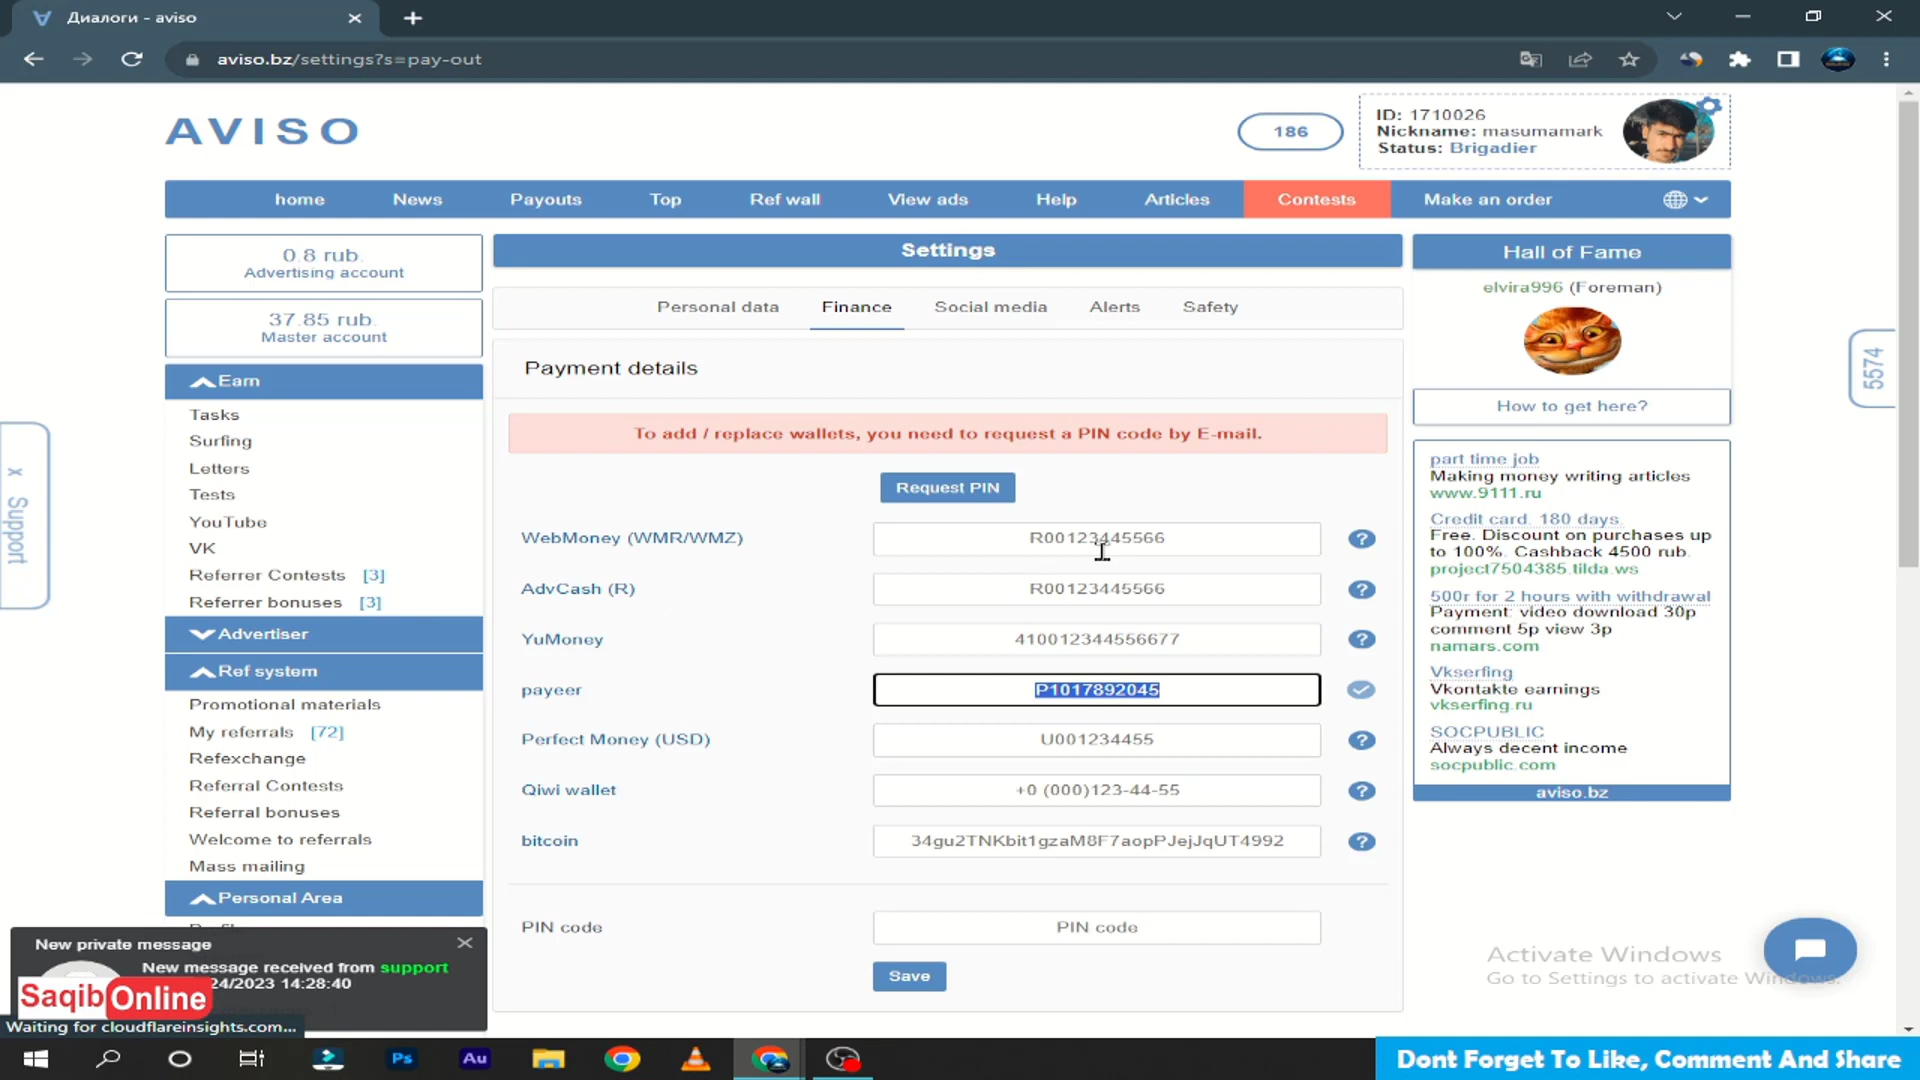 Диалоги - aviso
aviso.bz/settings?s=pay-out
AVISO
186
ID: 1710026
Nickname: masumamark
Status: Brigadier
home News Payouts Top Ref wall View ads Help Articles Contests Make an order
0.8 rub.
Advertising account
37.85 rub.
Master account
Earn
Tasks
Surfing
Letters
Tests
YouTube
VK
Referrer Contests [3]
Referrer bonuses [3]
Advertiser
Ref system
Promotional materials
My referrals [72]
Refexchange
Referral Contests
Referral bonuses
Welcome to referrals
Mass mailing
Personal Area
Settings
Personal data Finance Social media Alerts Safety
Payment details
To add / replace wallets, you need to request a PIN code by E-mail.
Request PIN
WebMoney (WMR/WMZ) R00123445566 ?
AdvCash (R) R00123445566 ?
YuMoney 410012344556677 ?
payeer P1017892045
Perfect Money (USD) U001234455 ?
Qiwi wallet +0 (000)123-44-55 ?
bitcoin 34gu2TNKbit1gzaM8F7aopPJejJqUT4992 ?
PIN code PIN code
Save
Hall of Fame
elvira996 (Foreman)
How to get here?
part time job
Making money writing articles
www.9111.ru
Credit card. 180 days.
Free. Discount on purchases up to 100%. Cashback 4500 rub.
project7504385.tilda.ws
500r for 2 hours with withdrawal
Payment: video download 30p
comment 5p view 3p
namars.com
Vkserfing
Vkontakte earnings
vkserfing.ru
SOCPUBLIC
Always decent income
socpublic.com
aviso.bz
5574
x Support
New private message
New message received from support
24/2023 14:28:40
Saqib Online
Waiting for cloudflareinsights.com...
Activate Windows
Go to Settings to activate Windows.
Ps Au
Dont Forget To Like, Comment And Share